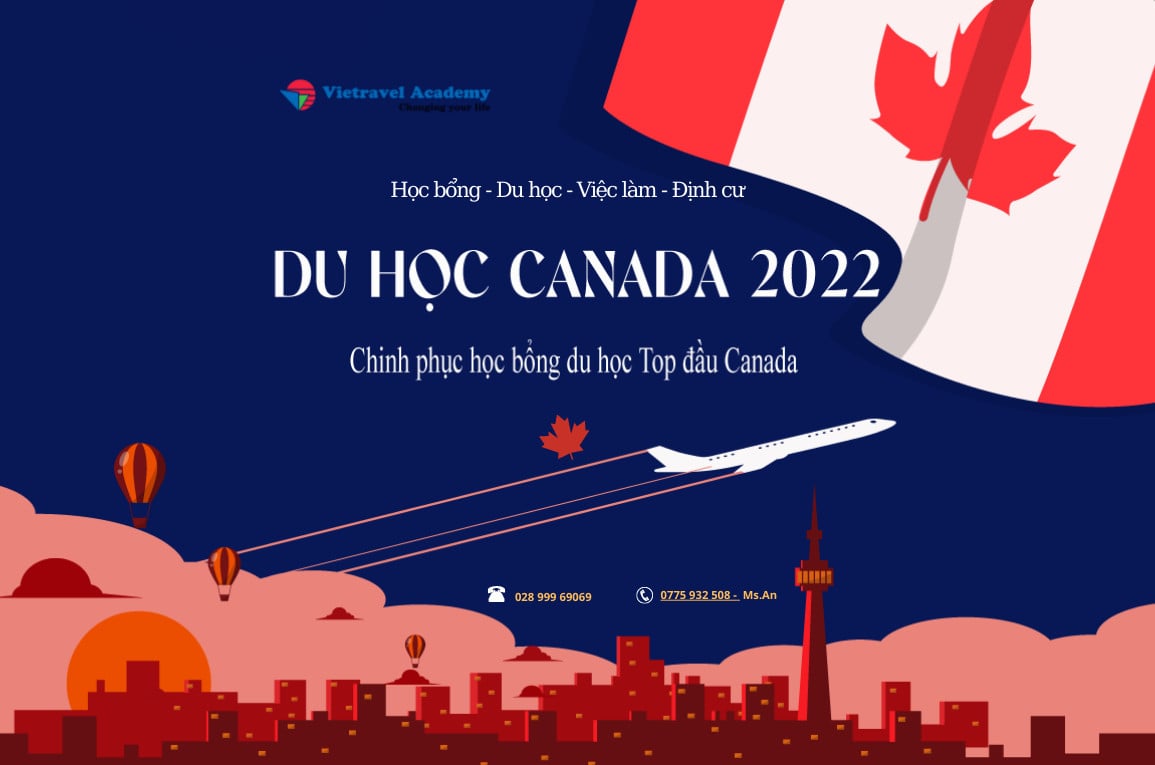 Vietravel Academy
Changing your life
Học bổng - Du học - Việc làm - Định cư
DU HỌC CANADA 2022
Chinh phục học bổng du học Top đầu Canada
028 999 69069
0775 932 508 - Ms.An